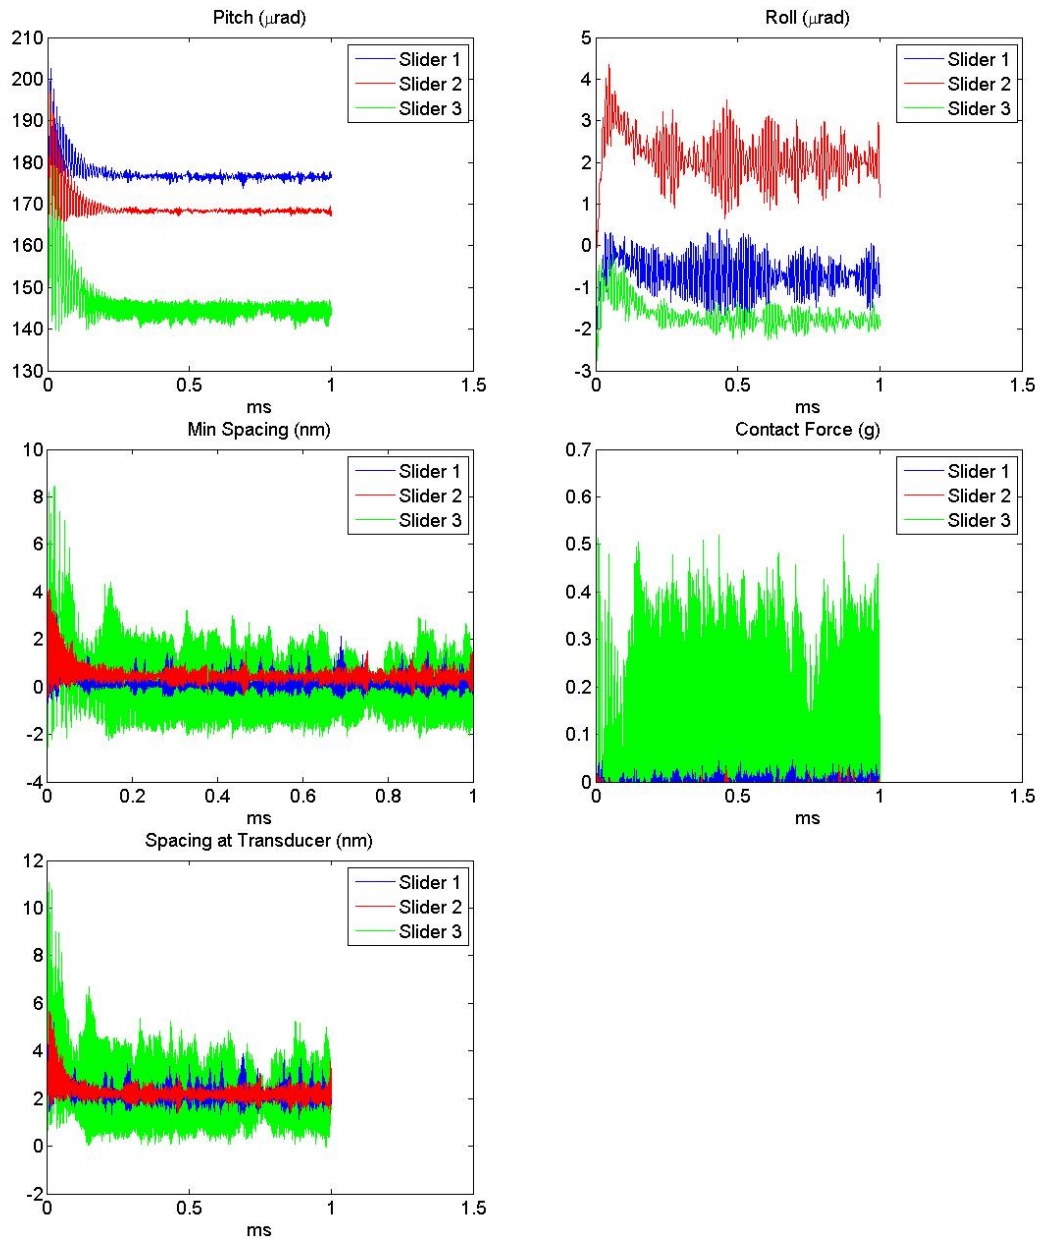 Pitch (μrad)
210
200
190
180
170
160
150
140
130
0
0.5
1
1.5
ms
Slider 1
Slider 2
Slider 3
Roll (μrad)
5
4
3
2
1
0
-1
-2
-3
0
0.5
1
1.5
ms
Slider 1
Slider 2
Slider 3
Min Spacing (nm)
10
8
6
4
2
0
-2
-4
0
0.2
0.4
0.6
0.8
1
ms
Slider 1
Slider 2
Slider 3
Contact Force (g)
0.7
0.6
0.5
0.4
0.3
0.2
0.1
0
0
0.5
1
1.5
ms
Slider 1
Slider 2
Slider 3
Spacing at Transducer (nm)
12
10
8
6
4
2
0
-2
0
0.5
1
1.5
ms
Slider 1
Slider 2
Slider 3